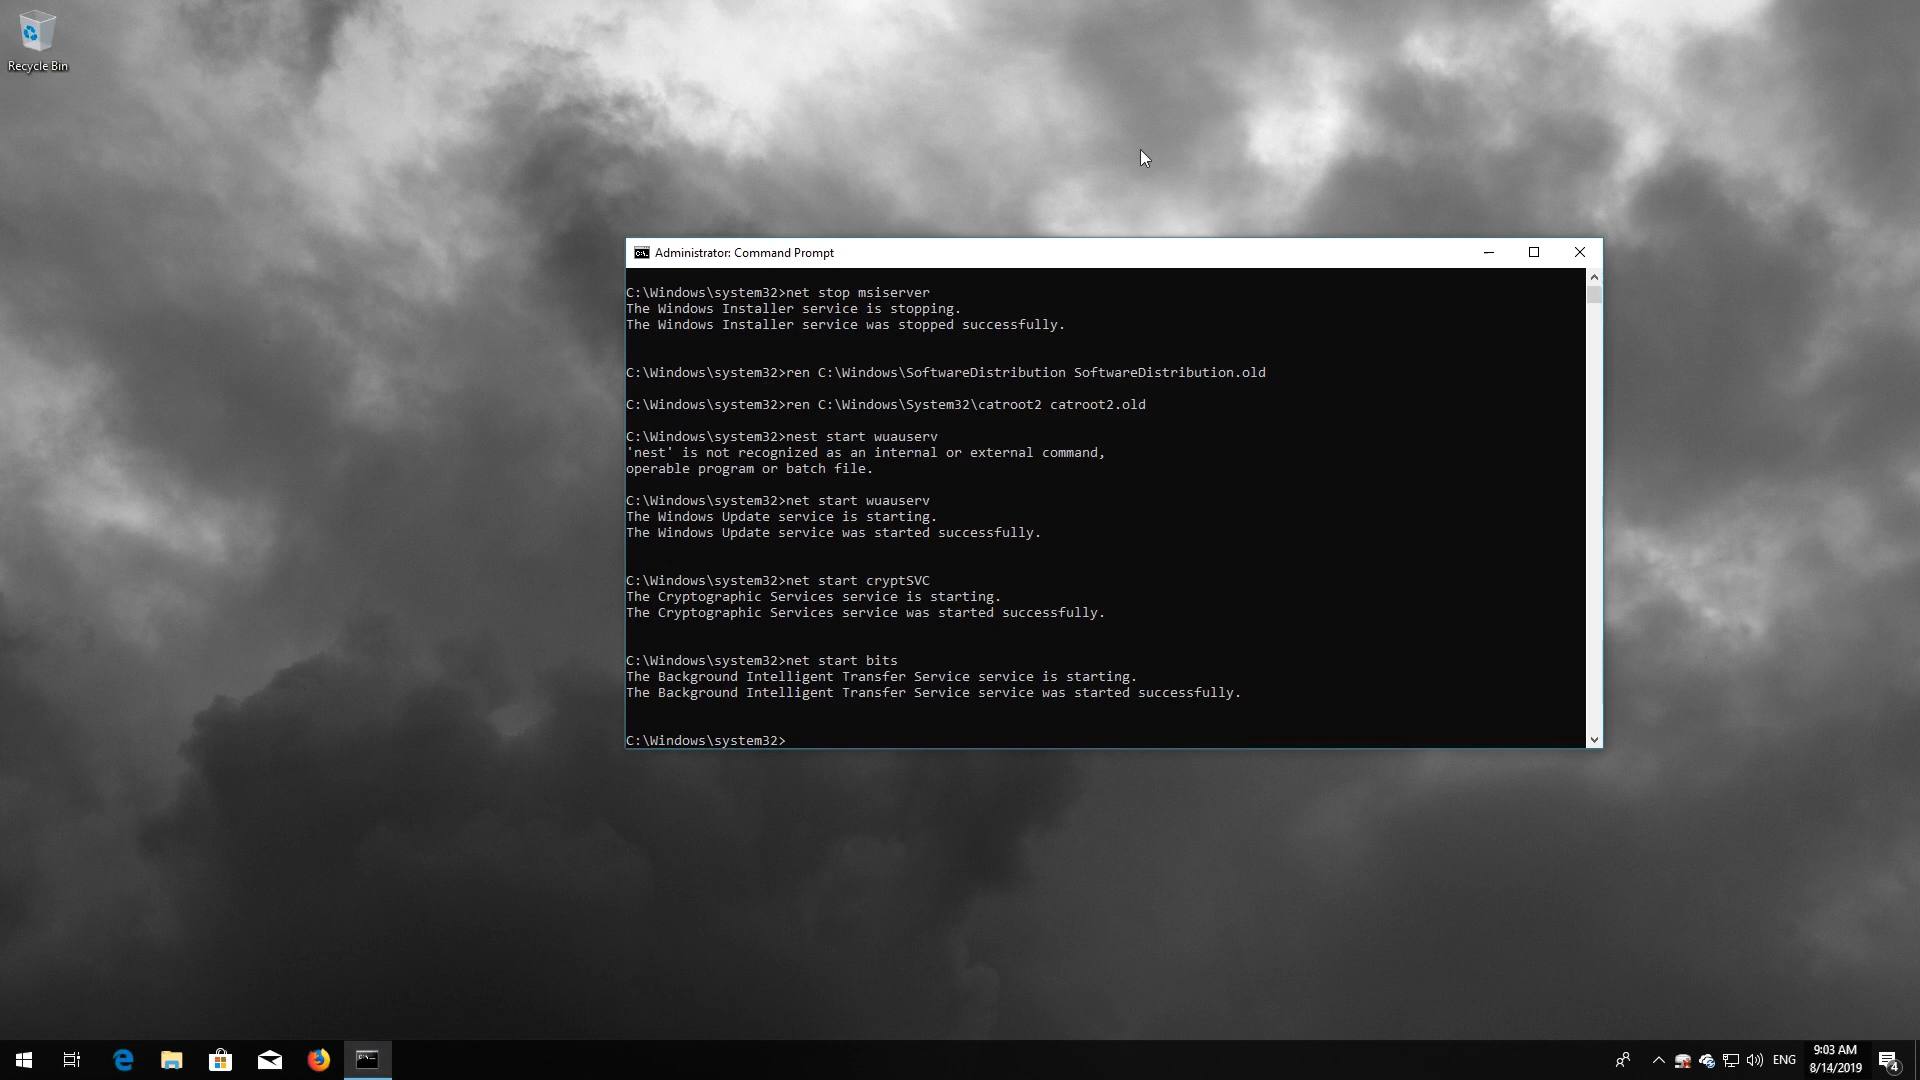 Recycle Bin
Administrator: Command Prompt
C:\Windows\system32>net stop msiserver
The Windows Installer service is stopping.
The Windows Installer service was stopped successfully.
C:\Windows\system32>ren C:\Windows\SoftwareDistribution SoftwareDistribution.old
C:\Windows\system32>ren C:\Windows\System32\catroot2 catroot2.old
C:\Windows\system32>nest start wuauserv
'nest' is not recognized as an internal or external command,
operable program or batch file.
C:\Windows\system32>net start wuauserv
The Windows Update service is starting.
The Windows Update service was started successfully.
C:\Windows\system32>net start cryptSVC
The Cryptographic Services service is starting.
The Cryptographic Services service was started successfully.
C:\Windows\system32>net start bits
The Background Intelligent Transfer Service service is starting.
The Background Intelligent Transfer Service service was started successfully.
C:\Windows\system32>
ENG
9:03 AM
8/14/2019
4